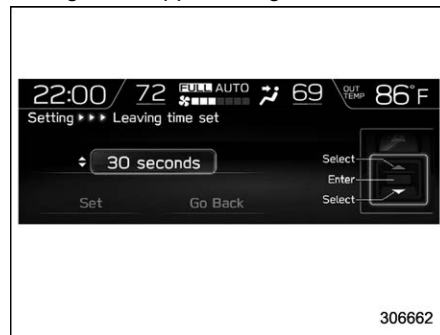 22:00 72 FULL AUTO 69 OUT TEMP 86°F
Setting ▸▸▸ Leaving time set
30 seconds
Select
Enter
Select
Set Go Back
306662